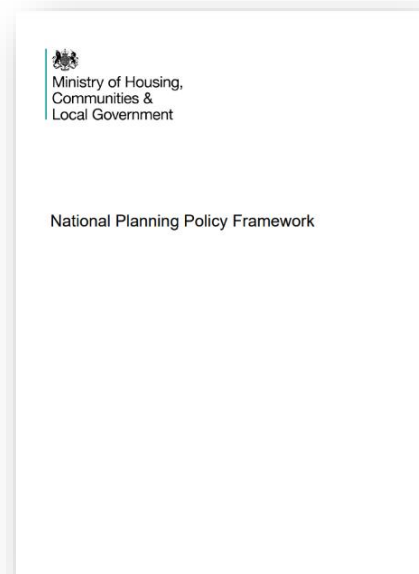 Ministry of Housing,
Communities &
Local Government
National Planning Policy Framework